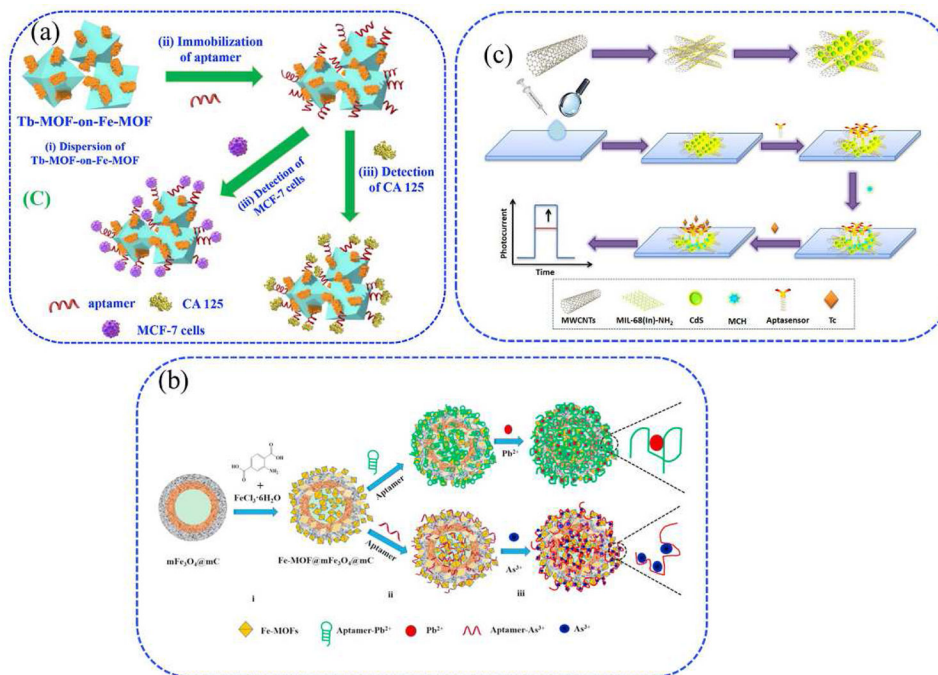 (a)
(ii) Immobilization
of aptamer
Tb-MOF-on-Fe-MOF
(i) Dispersion of
Tb-MOF-on-Fe-MOF
(iii) Detection of
MCF-7 cells
(iii) Detection
of CA 125
(C)
aptamer
CA 125
MCF-7 cells
(c)
Photocurrent
Time
MWCNTs
MIL-68(In)-NH₂
CdS
MCH
Aptasensor
Tc
(b)
HO
O
OH
O
NH₂
+
FeCl₃·6H₂O
mFe₃O₄@mC
Fe-MOF@mFe₃O₄@mC
Aptamer
Pb²⁺
Aptamer
As³⁺
i
ii
iii
Fe-MOFs
Aptamer-Pb²⁺
Pb²⁺
Aptamer-As³⁺
As³⁺